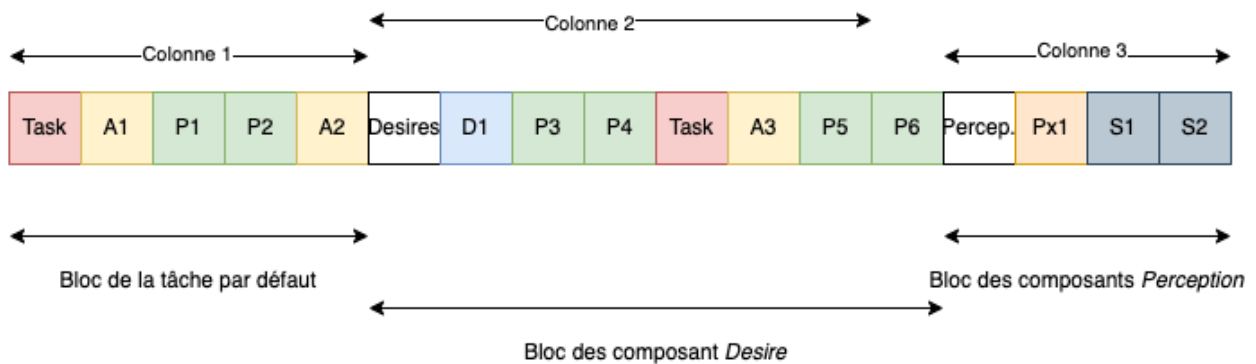 Colonne 2
Colonne 1
Colonne 3
Task A1 P1 P2 A2 Desires D1 P3 P4 Task A3 P5 P6 Percep. Px1 S1 S2
Bloc de la tâche par défaut
Bloc des composants Perception
Bloc des composant Desire